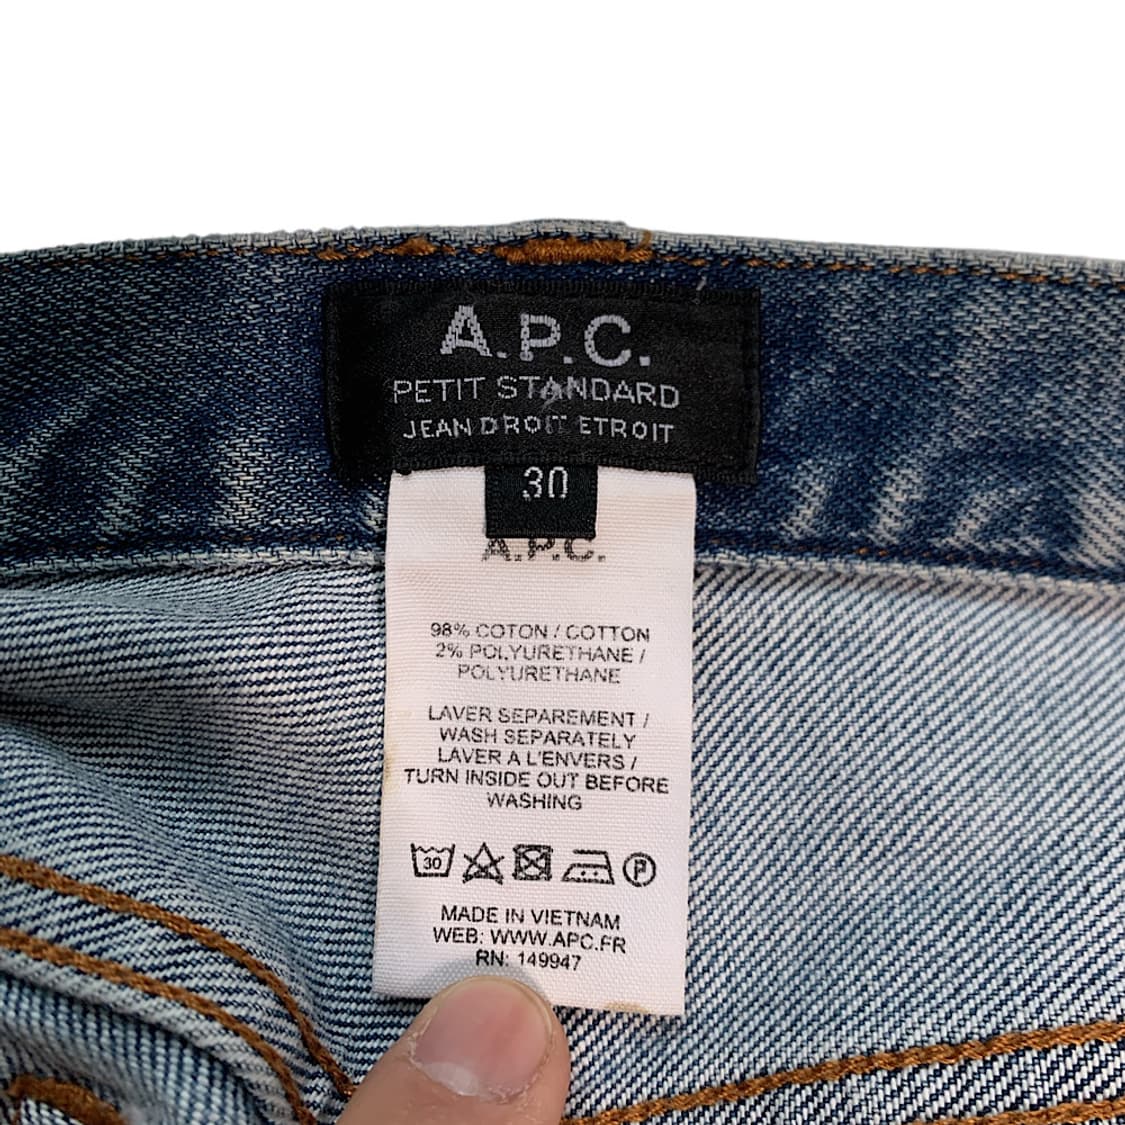 A.P.C.
PETIT STANDARD
JEAN DROIT ETROIT
30
A.P.C.
98% COTON / COTTON
2% POLYURETHANE /
POLYURETHANE
LAVER SEPAREMENT /
WASH SEPARATELY
LAVER A L'ENVERS /
TURN INSIDE OUT BEFORE
WASHING
30 P
MADE IN VIETNAM
WEB: WWW.APC.FR
RN: 149947